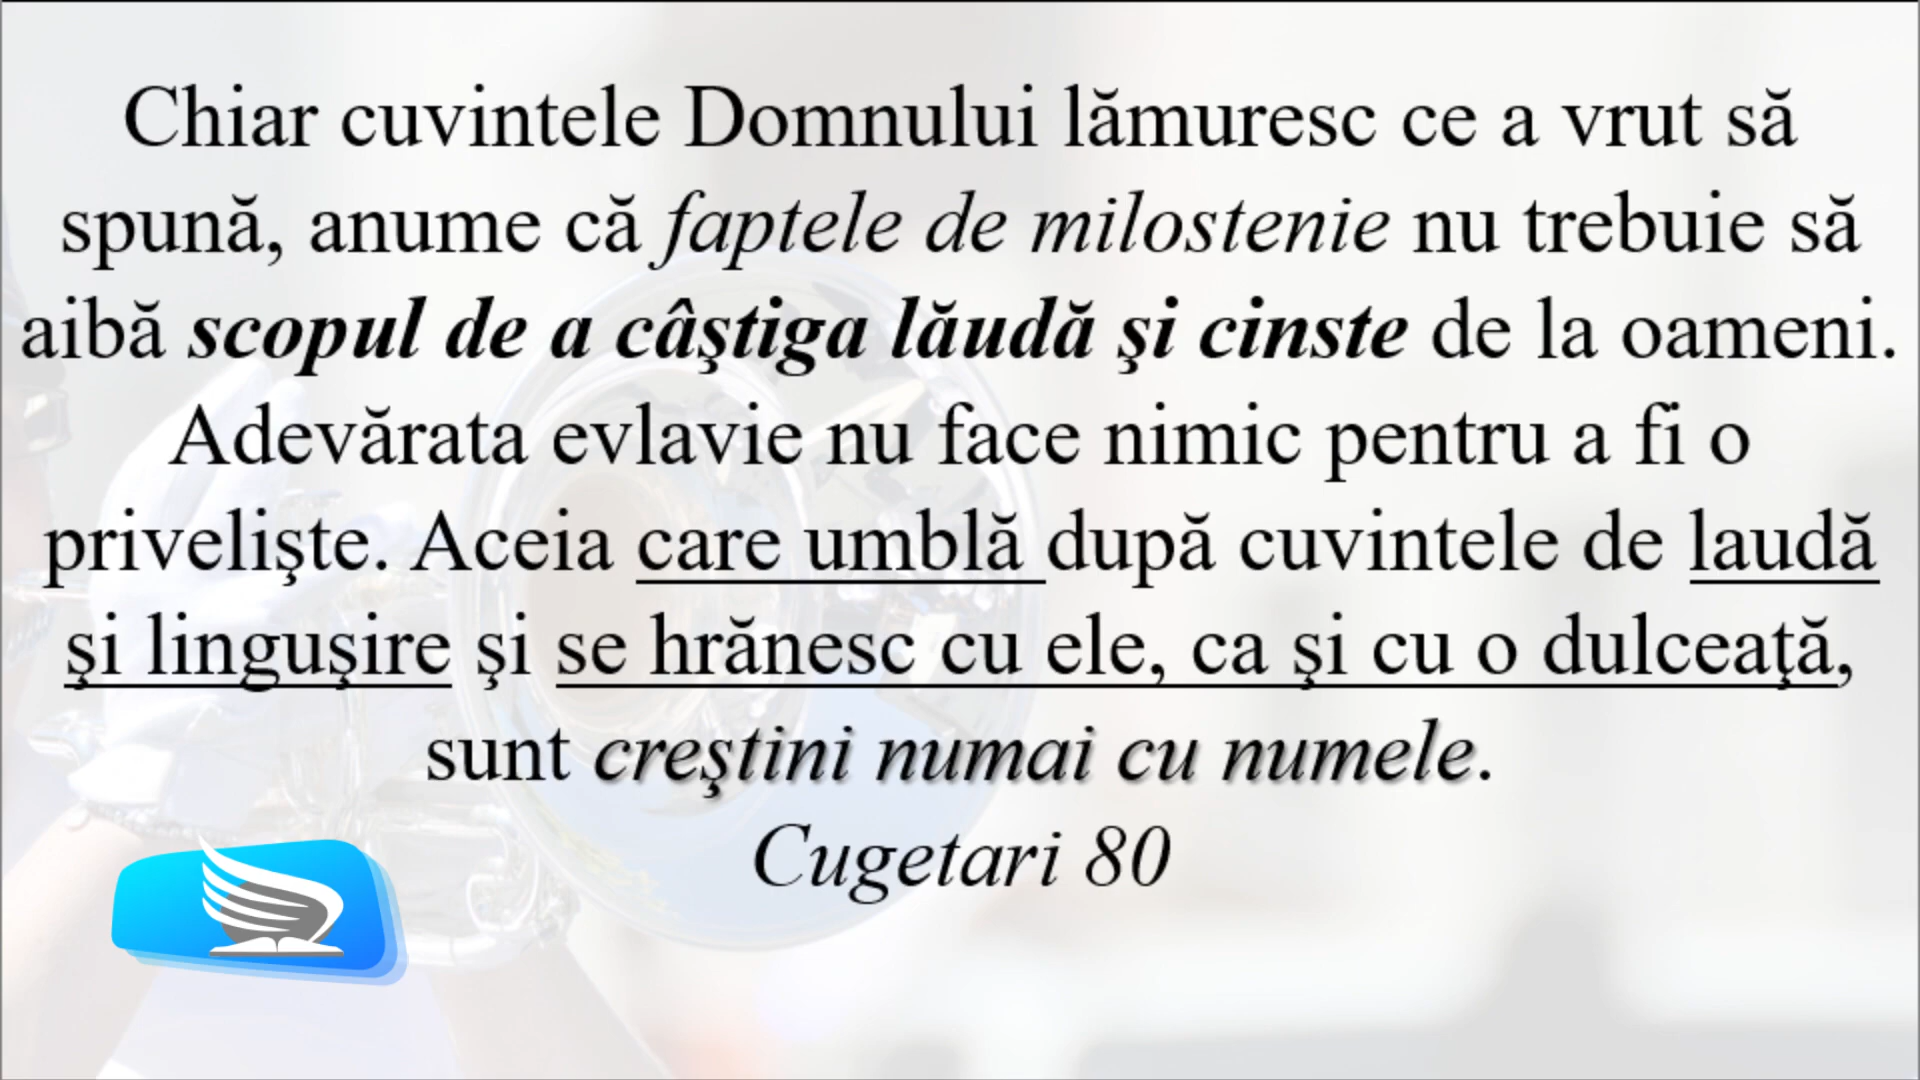 Chiar cuvintele Domnului lămuresc ce a vrut să
spună, anume că faptele de milostenie nu trebuie să
aibă scopul de a câştiga lăudă şi cinste de la oameni.
Adevărata evlavie nu face nimic pentru a fi o
privelişte. Aceia care umblă după cuvintele de laudă
şi linguşire şi se hrănesc cu ele, ca şi cu o dulceaţă,
sunt creştini numai cu numele.
Cugetari 80